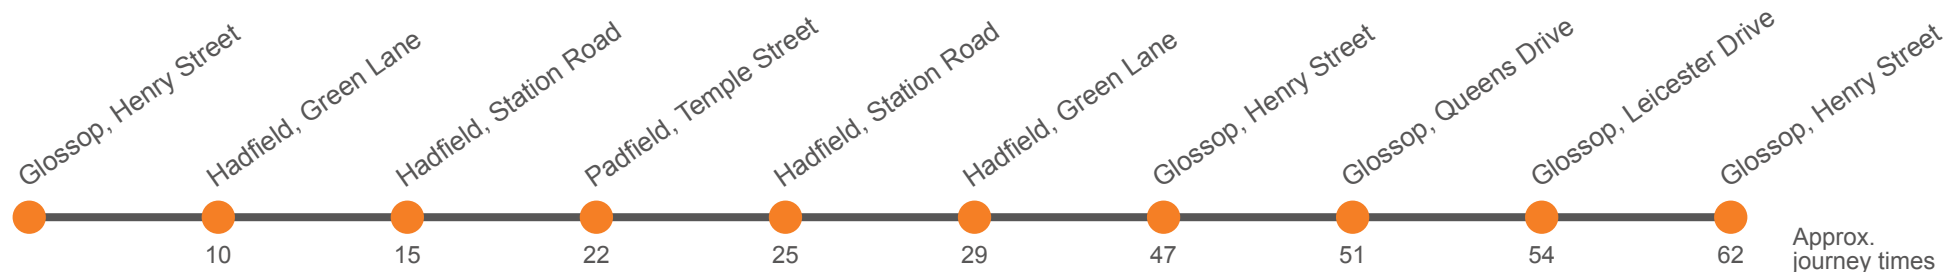 Glossop, Henry Street
Hadfield, Green Lane
Hadfield, Station Road
Padfield, Temple Street
Hadfield, Station Road
Hadfield, Green Lane
Glossop, Henry Street
Glossop, Queens Drive
Glossop, Leicester Drive
Glossop, Henry Street
10
15
22
25
29
47
51
54
62
Approx.
journey times